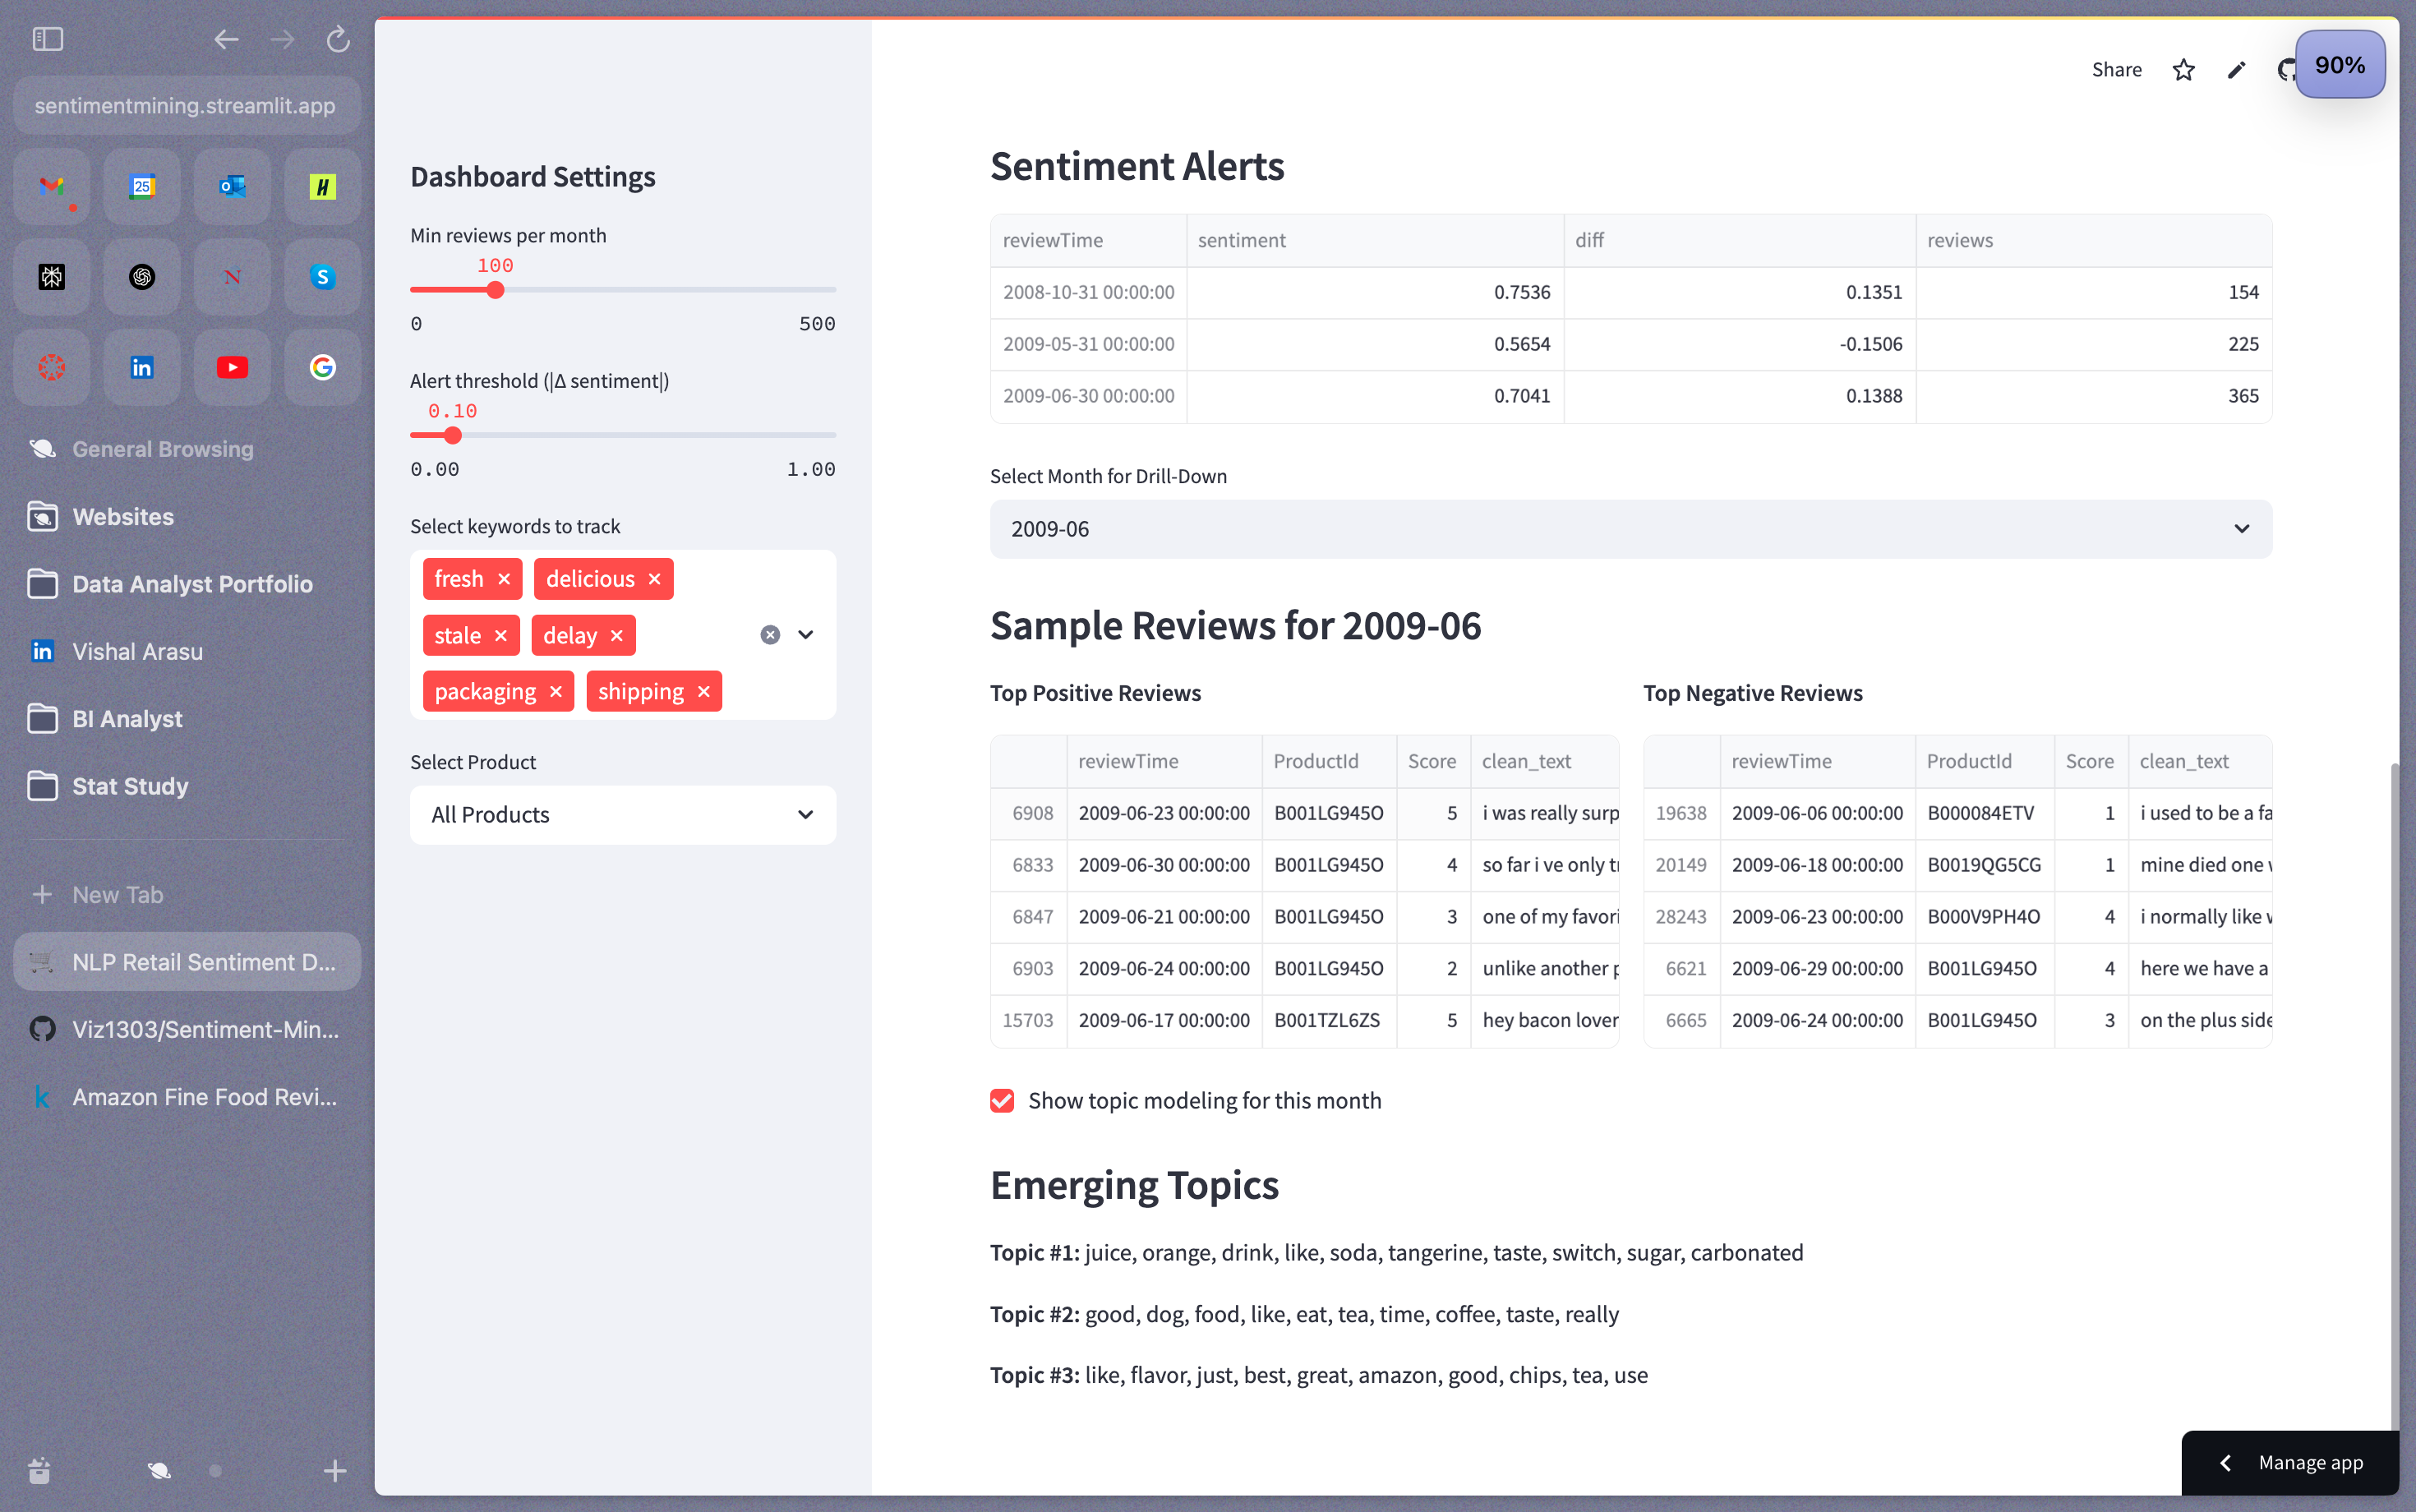 sentimentmining.streamlit.app
25
General Browsing
Websites
Data Analyst Portfolio
Vishal Arasu
BI Analyst
Stat Study
New Tab
NLP Retail Sentiment D...
Viz1303/Sentiment-Min...
Amazon Fine Food Revi...
Dashboard Settings
Min reviews per month
100
0 500
Alert threshold (|Δ sentiment|)
0.10
0.00 1.00
Select keywords to track
fresh × delicious ×
stale × delay ×
packaging × shipping ×
Select Product
All Products
Share
90%
Sentiment Alerts
reviewTime sentiment diff reviews
2008-10-31 00:00:00 0.7536 0.1351 154
2009-05-31 00:00:00 0.5654 -0.1506 225
2009-06-30 00:00:00 0.7041 0.1388 365
Select Month for Drill-Down
2009-06
Sample Reviews for 2009-06
Top Positive Reviews
reviewTime ProductId Score clean_text
6908 2009-06-23 00:00:00 B001LG945O 5 i was really surp
6833 2009-06-30 00:00:00 B001LG945O 4 so far i ve only tr
6847 2009-06-21 00:00:00 B001LG945O 3 one of my favori
6903 2009-06-24 00:00:00 B001LG945O 2 unlike another p
15703 2009-06-17 00:00:00 B001TZL6ZS 5 hey bacon lover
Top Negative Reviews
reviewTime ProductId Score clean_text
19638 2009-06-06 00:00:00 B000084ETV 1 i used to be a fa
20149 2009-06-18 00:00:00 B0019QG5CG 1 mine died one
28243 2009-06-23 00:00:00 B000V9PH4O 4 i normally like
6621 2009-06-29 00:00:00 B001LG945O 4 here we have a
6665 2009-06-24 00:00:00 B001LG945O 3 on the plus side
Show topic modeling for this month
Emerging Topics
Topic #1: juice, orange, drink, like, soda, tangerine, taste, switch, sugar, carbonated
Topic #2: good, dog, food, like, eat, tea, time, coffee, taste, really
Topic #3: like, flavor, just, best, great, amazon, good, chips, tea, use
Manage app